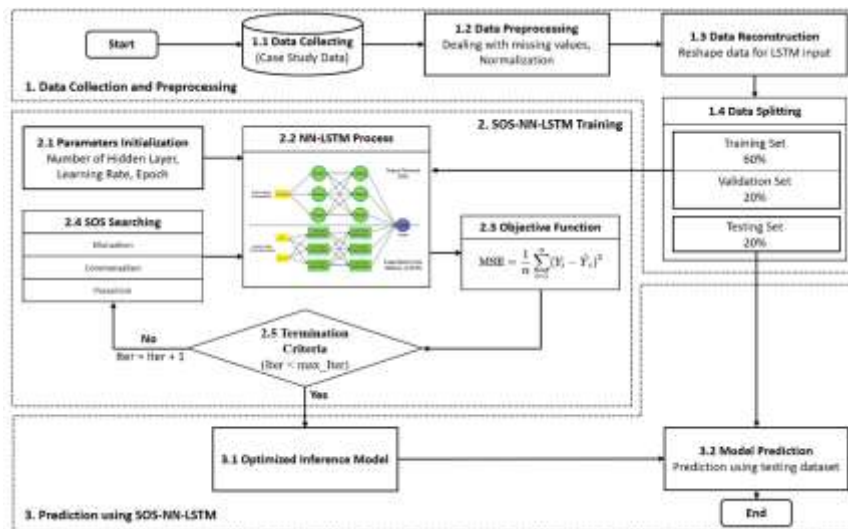 Start
1.1 Data Collecting
(Case Study Data)
1.2 Data Preprocessing
Dealing with missing values,
Normalization
1.3 Data Reconstruction
Reshape data for LSTM input
1. Data Collection and Preprocessing
1.4 Data Splitting
Training Set
60%
Validation Set
20%
Testing Set
20%
2. SOS-NN-LSTM Training
2.1 Parameters Initialization
Number of Hidden Layer,
Learning Rate, Epoch
2.2 NN-LSTM Process
2.4 SOS Searching
Mutualism
Commensalism
Parasitism
2.3 Objective Function
MSE = 1/n ∑ (Yᵢ - Ŷᵢ)²
2.5 Termination
Criteria
(Iter < max_Iter)
No
Iter = Iter + 1
Yes
3.1 Optimized Inference Model
3.2 Model Prediction
Prediction using testing dataset
End
3. Prediction using SOS-NN-LSTM